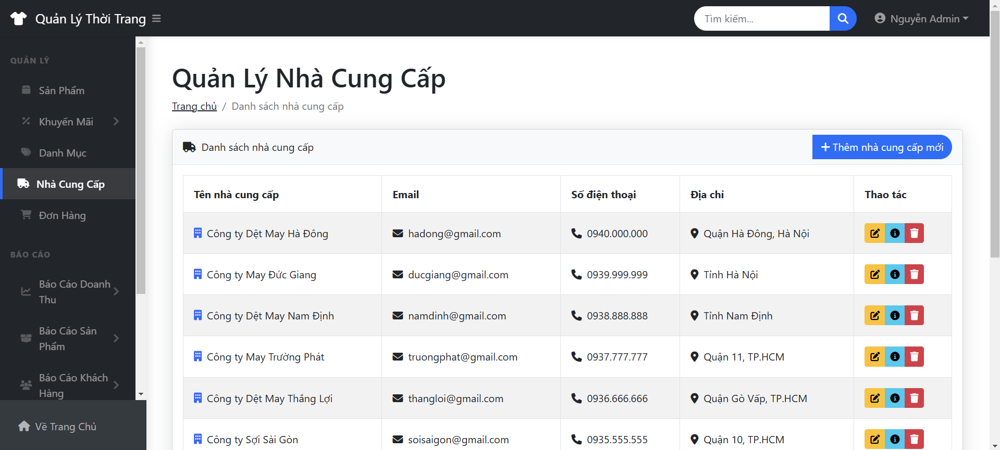 Quản Lý Thời Trang
Tìm kiếm...
Nguyễn Admin
QUẢN LÝ
Sản Phẩm
Khuyến Mãi
Danh Mục
Nhà Cung Cấp
Đơn Hàng
BÁO CÁO
Báo Cáo Doanh
Thu
Báo Cáo Sản
Phẩm
Báo Cáo Khách
Hàng
Về Trang Chủ
Quản Lý Nhà Cung Cấp
Trang chủ / Danh sách nhà cung cấp
Danh sách nhà cung cấp
Thêm nhà cung cấp mới
Tên nhà cung cấp Email Số điện thoại Địa chỉ Thao tác
Công ty Dệt May Hà Đông hadong@gmail.com 0940.000.000 Quận Hà Đông, Hà Nội
Công ty May Đức Giang ducgiang@gmail.com 0939.999.999 Tỉnh Hà Nội
Công ty Dệt May Nam Định namdinh@gmail.com 0938.888.888 Tỉnh Nam Định
Công ty May Trường Phát truongphat@gmail.com 0937.777.777 Quận 11, TP.HCM
Công ty Dệt May Thắng Lợi thangloi@gmail.com 0936.666.666 Quận Gò Vấp, TP.HCM
Công ty Sợi Sài Gòn soisaigon@gmail.com 0935.555.555 Quận 10, TP.HCM